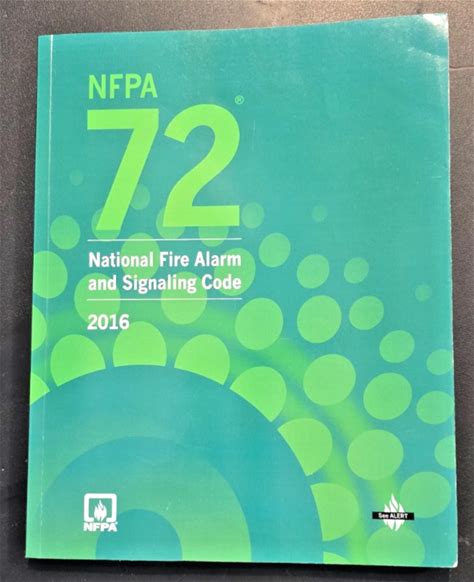 NFPA
72®
National Fire Alarm
and Signaling Code
2016
NFPA
See ALERT